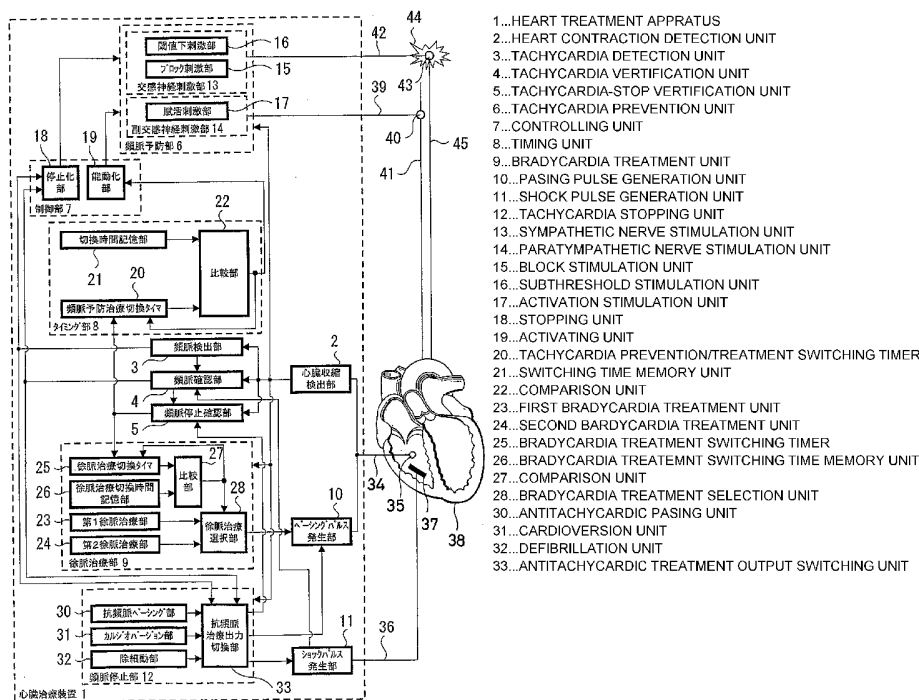 44
42
閾値下刺激部
16
ブロック刺激部
15
43
交感神経刺激部 13
賦活刺激部
17
39
副交感神経刺激部 14
40
頻脈予防部 6
18
19
45
41
停止化部
能動化部
制御部 7
22
切換時間記憶部
21
比較部
20
頻脈予防治療切換タイマ
タイミング部 8
頻脈検出部
3
2
頻脈確認部
心臓収縮検出部
4
頻脈停止確認部
5
27
25
徐脈治療切換タイマ
比較部
26
徐脈治療切換時間記憶部
28
10
34
35
37
38
23
第1徐脈治療部
徐脈治療選択部
ペーシングパルス発生部
24
第2徐脈治療部
徐脈治療部 9
30
抗頻脈ペーシング部
抗頻脈治療出力切換部
11
36
31
カルジオバージョン部
32
除細動部
ショックパルス発生部
頻脈停止部 12
33
心臓治療装置 1
1...HEART TREATMENT APPARATUS
2...HEART CONTRACTION DETECTION UNIT
3...TACHYCARDIA DETECTION UNIT
4...TACHYCARDIA VERTIFICATION UNIT
5...TACHYCARDIA-STOP VERTIFICATION UNIT
6...TACHYCARDIA PREVENTION UNIT
7...CONTROLLING UNIT
8...TIMING UNIT
9...BRADYCARDIA TREATMENT UNIT
10...PASING PULSE GENERATION UNIT
11...SHOCK PULSE GENERATION UNIT
12...TACHYCARDIA STOPPING UNIT
13...SYMPATHETIC NERVE STIMULATION UNIT
14...PARATYMPATHETIC NERVE STIMULATION UNIT
15...BLOCK STIMULATION UNIT
16...SUBTHRESHOLD STIMULATION UNIT
17...ACTIVATION STIMULATION UNIT
18...STOPPING UNIT
19...ACTIVATING UNIT
20...TACHYCARDIA PREVENTION/TREATMENT SWITCHING TIMER
21...SWITCHING TIME MEMORY UNIT
22...COMPARISON UNIT
23...FIRST BRADYCARDIA TREATMENT UNIT
24...SECOND BARDYCARDIA TREATMENT UNIT
25...BRADYCARDIA TREATMENT SWITCHING TIMER
26...BRADYCARDIA TREATEMNT SWITCHING TIME MEMORY UNIT
27...COMPARISON UNIT
28...BRADYCARDIA TREATMENT SELECTION UNIT
30...ANTITACHYCARDIC PASING UNIT
31...CARDIOVERSION UNIT
32...DEFIBRILLATION UNIT
33...ANTITACHYCARDIC TREATMENT OUTPUT SWITCHING UNIT